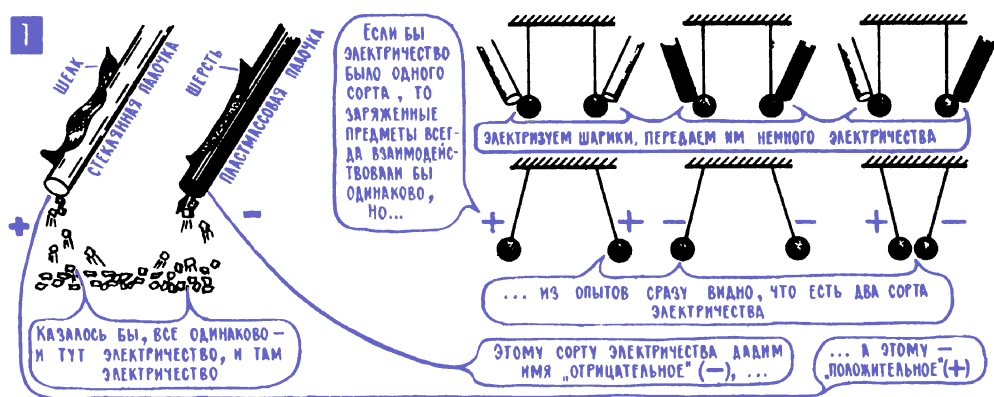 1
ШЕЛК
СТЕКЛЯННАЯ ПАЛОЧКА
ШЕРСТЬ
ПЛАСТМАССОВАЯ ПАЛОЧКА
+
−
КАЗАЛОСЬ БЫ, ВСЕ ОДИНАКОВО –
И ТУТ ЭЛЕКТРИЧЕСТВО, И ТАМ
ЭЛЕКТРИЧЕСТВО
ЕСЛИ БЫ
ЭЛЕКТРИЧЕСТВО
БЫЛО ОДНОГО
СОРТА, ТО
ЗАРЯЖЕННЫЕ
ПРЕДМЕТЫ ВСЕГ-
ДА ВЗАИМОДЕЙС-
ТВОВАЛИ БЫ
ОДИНАКОВО,
НО...
ЭЛЕКТРИЗУЕМ ШАРИКИ, ПЕРЕДАЕМ ИМ НЕМНОГО ЭЛЕКТРИЧЕСТВА
+ + − − + −
... ИЗ ОПЫТОВ СРАЗУ ВИДНО, ЧТО ЕСТЬ ДВА СОРТА
ЭЛЕКТРИЧЕСТВА
ЭТОМУ СОРТУ ЭЛЕКТРИЧЕСТВА ДАДИМ
ИМЯ „ОТРИЦАТЕЛЬНОЕ" (−), ...
... А ЭТОМУ –
„ПОЛОЖИТЕЛЬНОЕ" (+)